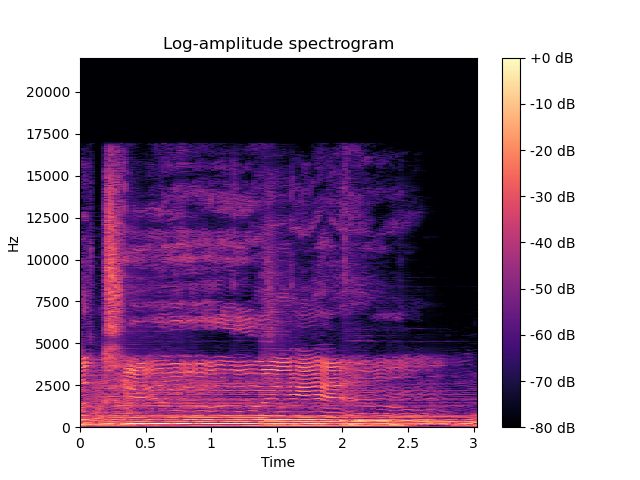 Log-amplitude spectrogram
Hz
20000
17500
15000
12500
10000
7500
5000
2500
0
0 0.5 1 1.5 2 2.5 3
Time
+0 dB
-10 dB
-20 dB
-30 dB
-40 dB
-50 dB
-60 dB
-70 dB
-80 dB